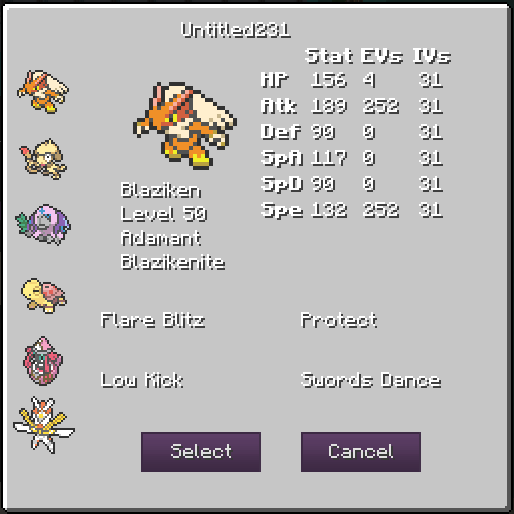 Untitled231
Stat EVs IVs
HP 156 4 31
Atk 189 252 31
Def 90 0 31
SpA 117 0 31
SpD 90 0 31
Spe 132 252 31
Blaziken
Level 50
Adamant
Blazikenite
Flare Blitz Protect
Low Kick Swords Dance
Select Cancel